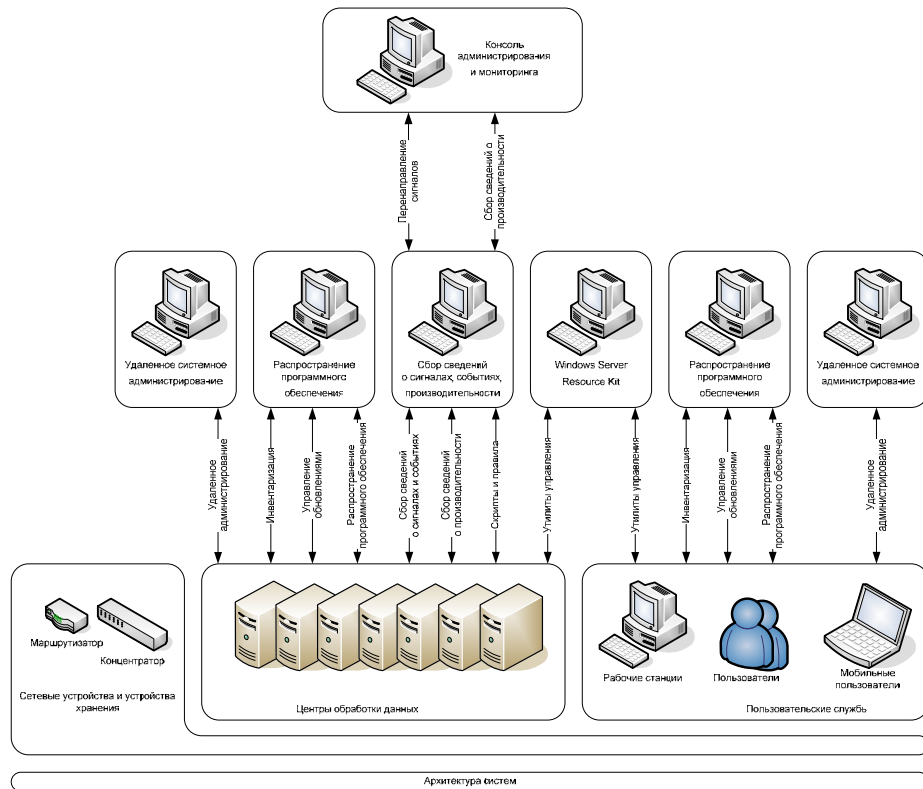 Консоль
администрирования
и мониторинга
Перенаправление
сигналов
Сбор сведений о
производительности
Удаленное системное
администрирование
Распространение
программного
обеспечения
Сбор сведений
о сигналах, событиях,
производительности
Windows Server
Resource Kit
Распространение
программного
обеспечения
Удаленное системное
администрирование
Удаленное
администрирование
Инвентаризация
Управление
обновлениями
Распространение
программного обеспечения
Сбор сведений
о сигналах и событиях
Сбор сведений
о производительности
Скрипты и правила
Утилиты управления
Утилиты управления
Инвентаризация
Управление
обновлениями
Распространение
программного обеспечения
Удаленное
администрирование
Маршрутизатор
Концентратор
Сетевые устройства и устройства
хранения
Центры обработки данных
Рабочие станции
Пользователи
Мобильные
пользователи
Пользовательские службь
Архитектура систем